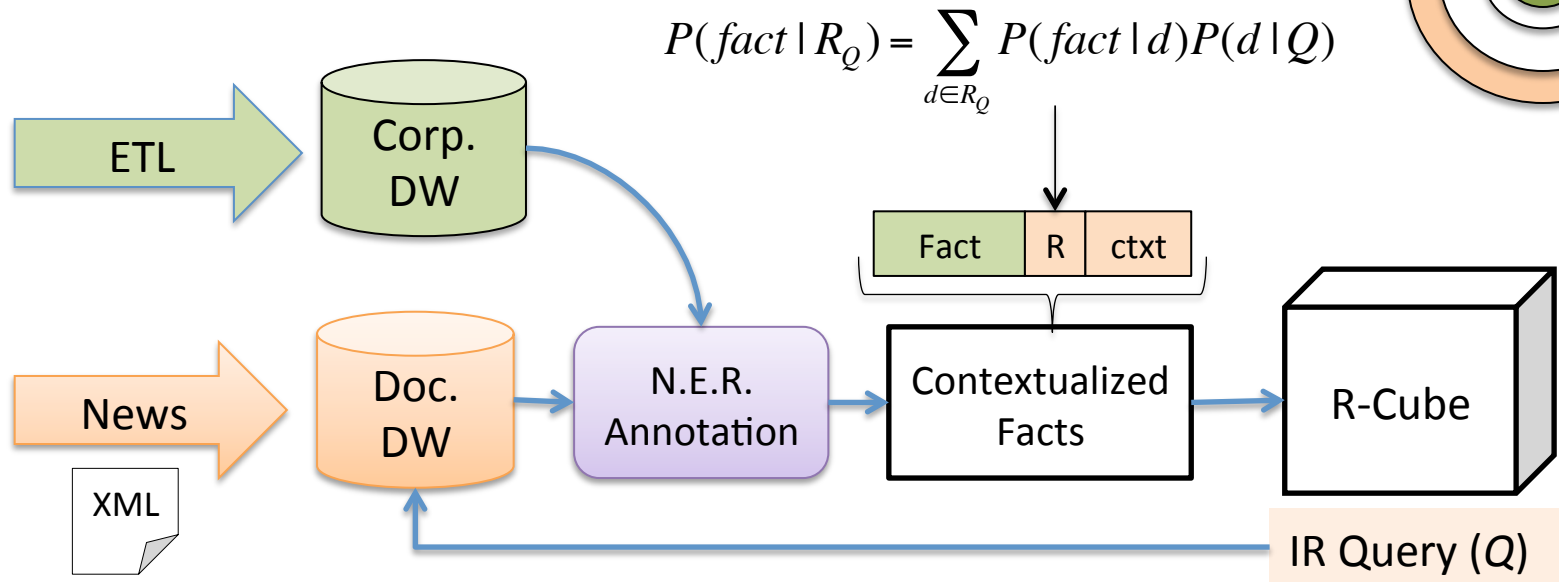 P(fact | R_Q) = ∑ P(fact | d)P(d | Q)
d∈R_Q
ETL
Corp.
DW
Fact R ctxt
News
XML
Doc.
DW
N.E.R.
Annotation
Contextualized
Facts
R-Cube
IR Query (Q)